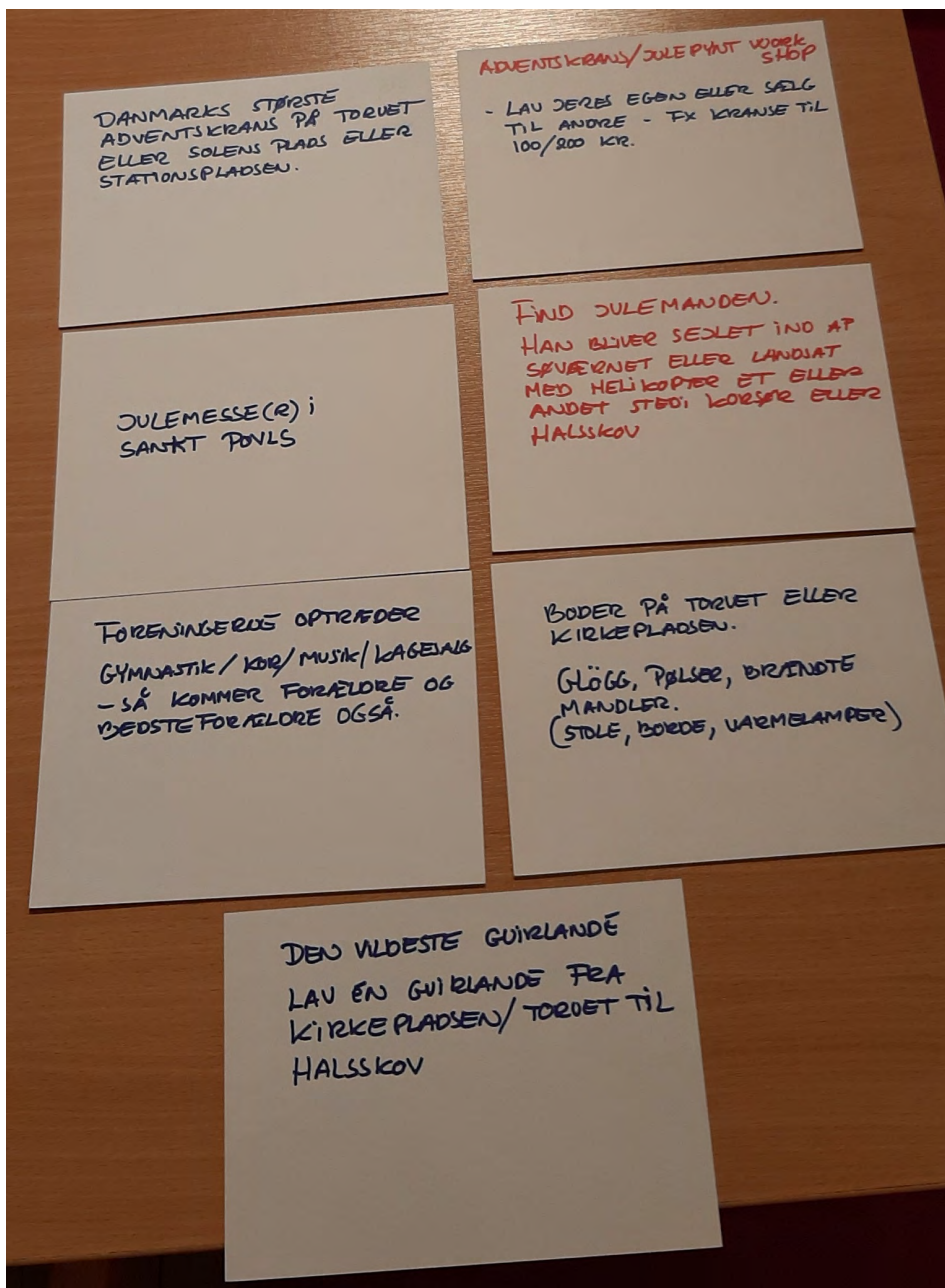 DANMARKS STØRSTE
ADVENTSKRANS PÅ TORVET
ELLER SOLENS PLADS ELLER
STATIONSPLADSEN.
ADVENTSKRANS/JULEPYNT WORK
SHOP
- LAV DERES EGEN ELLER SÆLG
TIL ANDRE - FX KRANSE TIL
100/200 KR.
JULEMESSE(R) i
SANKT POVLS
FIND JULEMANDEN.
HAN BLIVER SEJLET IND AF
SØVÆRNET ELLER LANDSAT
MED HELIKOPTER ET ELLER
ANDET STED i KORSØR ELLER
HALSSKOV
FORENINGERNE OPTRÆDER
GYMNASTIK/KOR/MUSIK/KAGESALG
- SÅ KOMMER FORÆLDRE OG
BEDSTEFORÆLDRE OGSÅ.
BODER PÅ TORVET ELLER
KIRKEPLADSEN.
GLÖGG, PØLSER, BRÆNDTE
MANDLER.
(STOLE, BORDE, VARMELAMPER)
DEN VILDESTE GUIRLANDE
LAV ÉN GUIRLANDE FRA
KIRKEPLADSEN/TORVET TIL
HALSSKOV